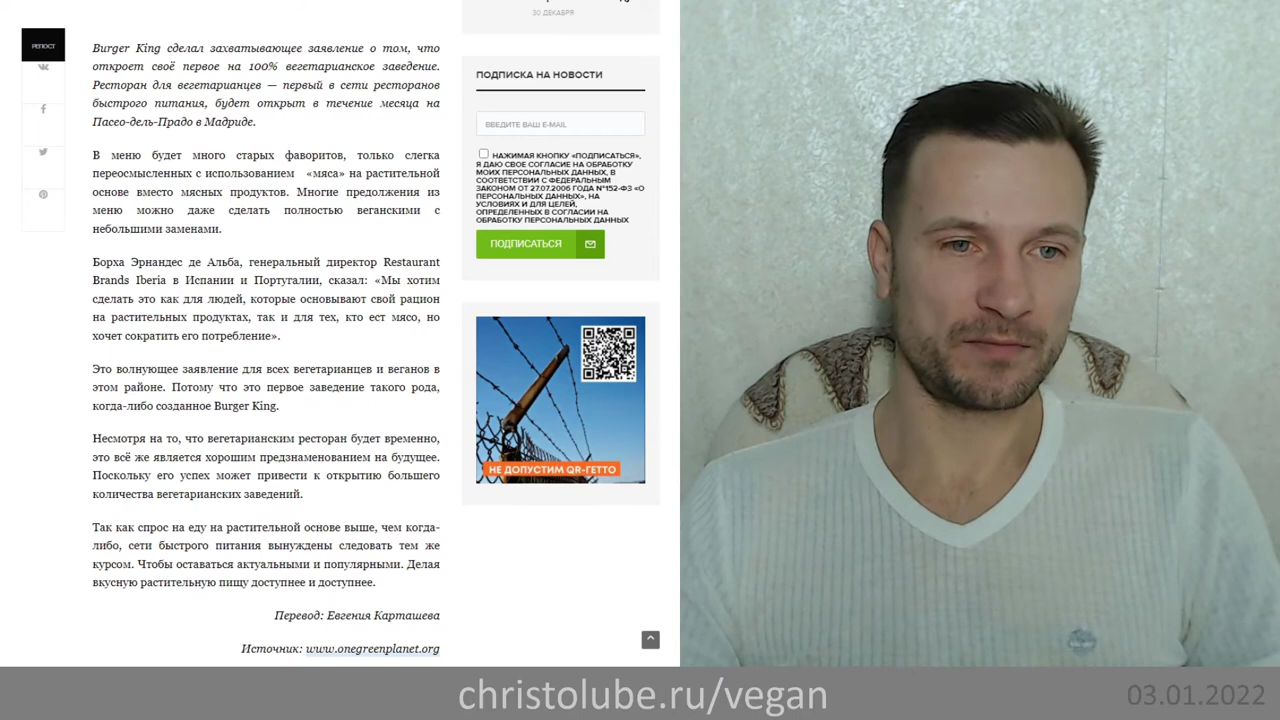 30 ДЕКАБРЯ
РЕПОСТ
Burger King сделал захватывающее заявление о том, что
откроет своё первое на 100% вегетарианское заведение.
Ресторан для вегетарианцев — первый в сети ресторанов
быстрого питания, будет открыт в течение месяца на
Пасео-дель-Прадо в Мадриде.
В меню будет много старых фаворитов, только слегка
переосмысленных с использованием «мяса» на растительной
основе вместо мясных продуктов. Многие предолжения из
меню можно даже сделать полностью веганскими с
небольшими заменами.
Борха Эрнандес де Альба, генеральный директор Restaurant
Brands Iberia в Испании и Португалии, сказал: «Мы хотим
сделать это как для людей, которые основывают свой рацион
на растительных продуктах, так и для тех, кто ест мясо, но
хочет сократить его потребление».
Это волнующее заявление для всех вегетарианцев и веганов в
этом районе. Потому что это первое заведение такого рода,
когда-либо созданное Burger King.
Несмотря на то, что вегетарианским ресторан будет временно,
это всё же является хорошим предзнаменованием на будущее.
Поскольку его успех может привести к открытию большего
количества вегетарианских заведений.
Так как спрос на еду на растительной основе выше, чем когда-
либо, сети быстрого питания вынуждены следовать тем же
курсом. Чтобы оставаться актуальными и популярными. Делая
вкусную растительную пищу доступнее и доступнее.
Перевод: Евгения Карташева
Источник: www.onegreenplanet.org
ПОДПИСКА НА НОВОСТИ
ВВЕДИТЕ ВАШ E-MAIL
НАЖИМАЯ КНОПКУ «ПОДПИСАТЬСЯ»,
Я ДАЮ СВОЕ СОГЛАСИЕ НА ОБРАБОТКУ
МОИХ ПЕРСОНАЛЬНЫХ ДАННЫХ, В
СООТВЕТСТВИИ С ФЕДЕРАЛЬНЫМ
ЗАКОНОМ ОТ 27.07.2006 ГОДА №152-ФЗ «О
ПЕРСОНАЛЬНЫХ ДАННЫХ», НА
УСЛОВИЯХ И ДЛЯ ЦЕЛЕЙ,
ОПРЕДЕЛЕННЫХ В СОГЛАСИИ НА
ОБРАБОТКУ ПЕРСОНАЛЬНЫХ ДАННЫХ
ПОДПИСАТЬСЯ
НЕ ДОПУСТИМ QR-ГЕТТО
christolube.ru/vegan
03.01.2022